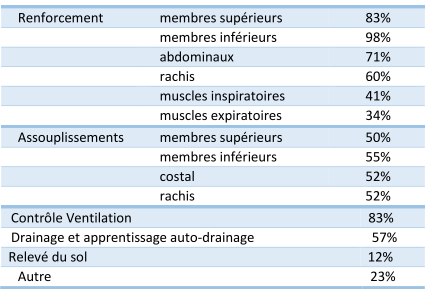 Renforcement membres supérieurs 83%
membres inférieurs 98%
abdominaux 71%
rachis 60%
muscles inspiratoires 41%
muscles expiratoires 34%
Assouplissements membres supérieurs 50%
membres inférieurs 55%
costal 52%
rachis 52%
Contrôle Ventilation 83%
Drainage et apprentissage auto-drainage 57%
Relevé du sol 12%
Autre 23%